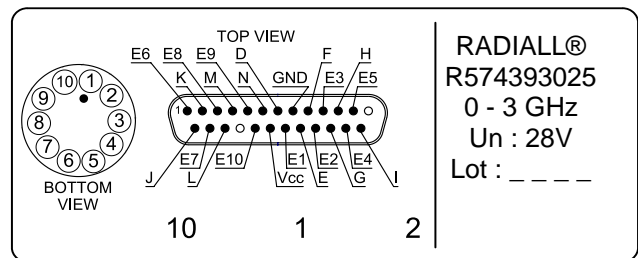 TOP VIEW
E6 E8 E9 D F H
K M N GND E3 E5
1
10 1 2 3 4 5 6 7 8 9
E7 E10 E1 E2 E4
J L Vcc E G I
BOTTOM
VIEW
10 1 2
RADIALL®
R574393025
0 - 3 GHz
Un : 28V
Lot : _ _ _ _